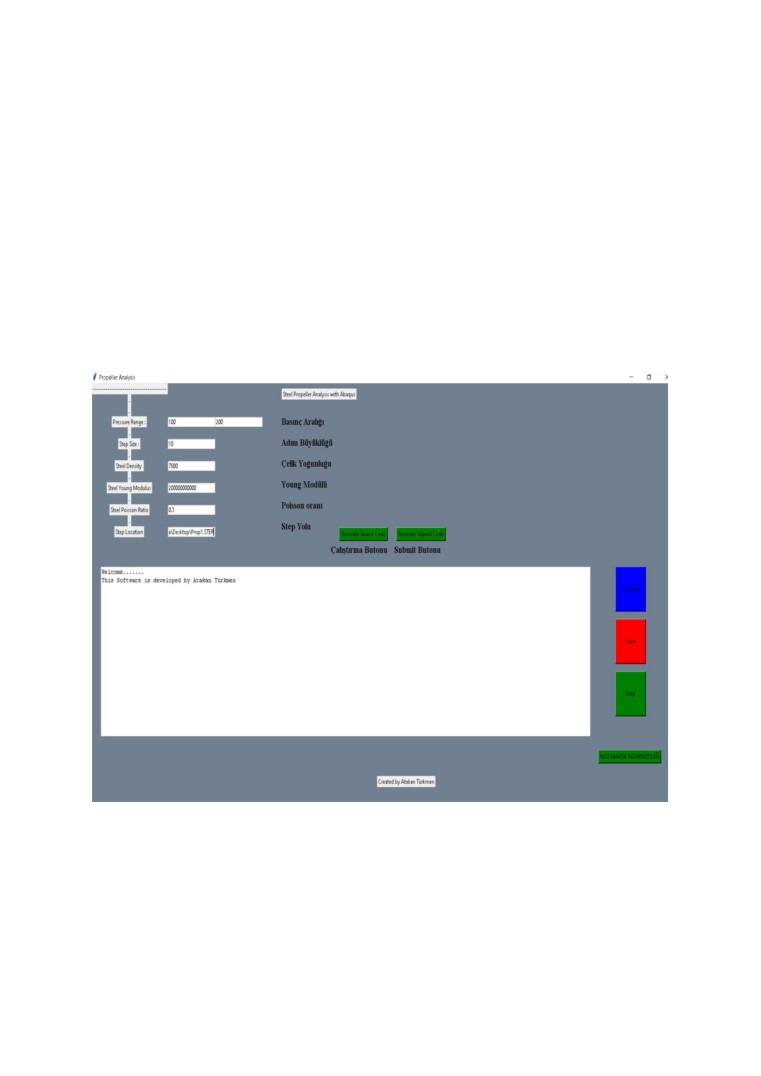 Propeller Analysis
Steel Propeller Analysis with Abaqus
Pressure Range : 100 200 Basınç Aralığı
Step Size : 10 Adım Büyüklüğü
Steel Density 7800 Çelik Yoğunluğu
Steel Young Modulus 200000000000 Young Modülü
Steel Poisson Ratio 0.3 Poisson oranı
Step Location a\Desktop\Prop1.STEP Step Yolu
Generate Source Code Generate Submit Code
Çalıştırma Butonu Submit Butonu
Welcome.......
This Software is developed by Atakan Türkmen
Clear
Help
Created by Atakan Türkmen